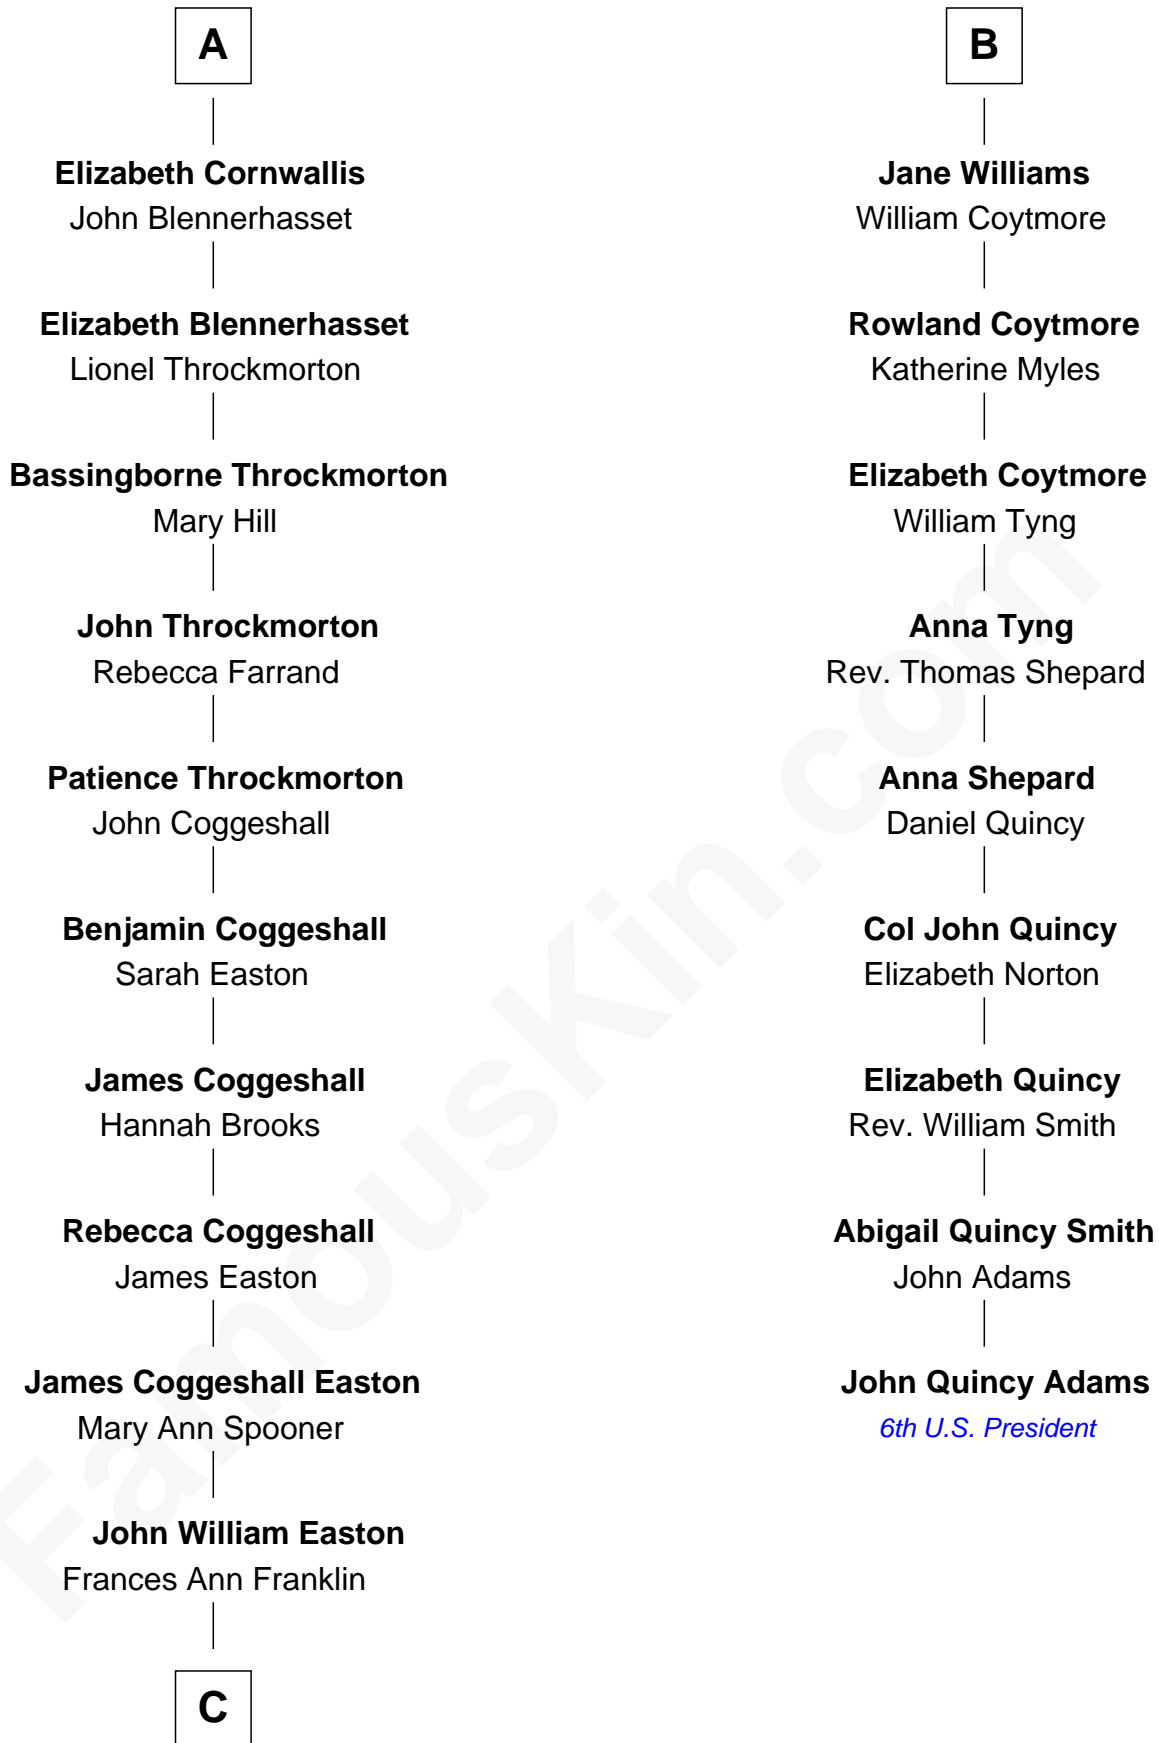 A
Elizabeth Cornwallis
John Blennerhasset
Elizabeth Blennerhasset
Lionel Throckmorton
Bassingborne Throckmorton
Mary Hill
John Throckmorton
Rebecca Farrand
Patience Throckmorton
John Coggeshall
Benjamin Coggeshall
Sarah Easton
James Coggeshall
Hannah Brooks
Rebecca Coggeshall
James Easton
James Coggeshall Easton
Mary Ann Spooner
John William Easton
Frances Ann Franklin
C
B
Jane Williams
William Coytmore
Rowland Coytmore
Katherine Myles
Elizabeth Coytmore
William Tyng
Anna Tyng
Rev. Thomas Shepard
Anna Shepard
Daniel Quincy
Col John Quincy
Elizabeth Norton
Elizabeth Quincy
Rev. William Smith
Abigail Quincy Smith
John Adams
John Quincy Adams
6th U.S. President
FamousKin.com